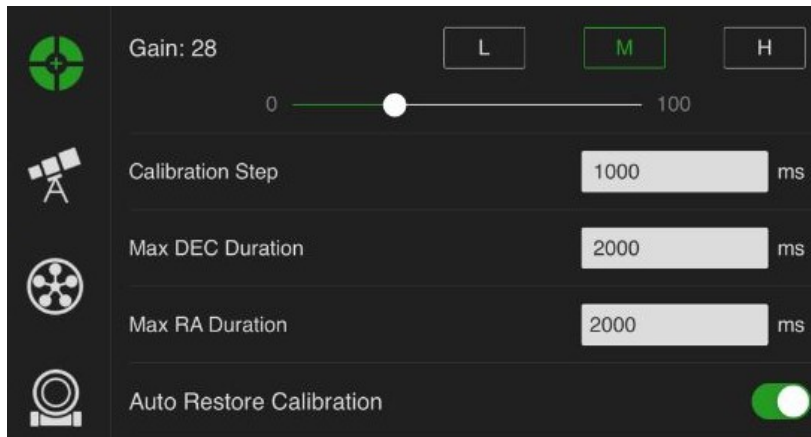 Gain: 28 L M H
0 100
Calibration Step 1000 ms
Max DEC Duration 2000 ms
Max RA Duration 2000 ms
Auto Restore Calibration